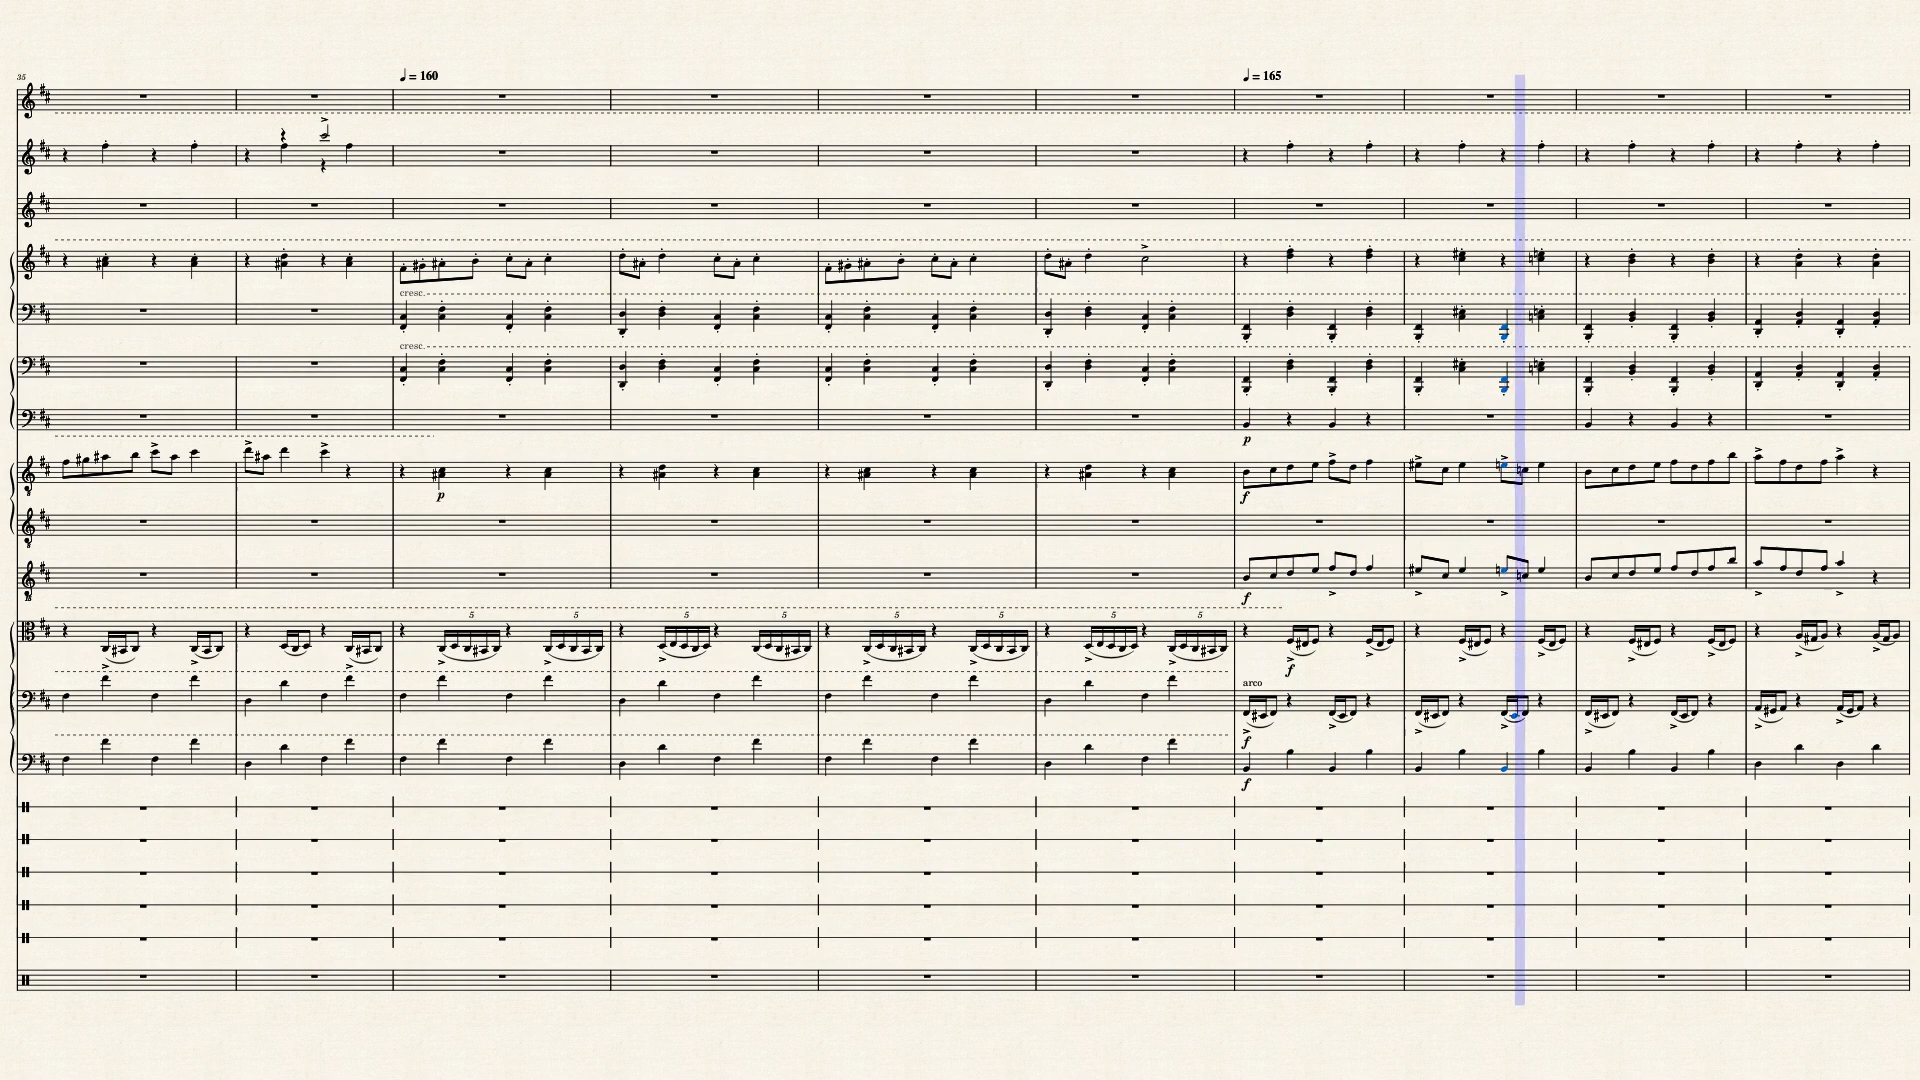 35
♩ = 160
♩ = 165
cresc.
cresc.
p
p
f
f
5 5 5 5 5 5 5 5
f
arco
f
f